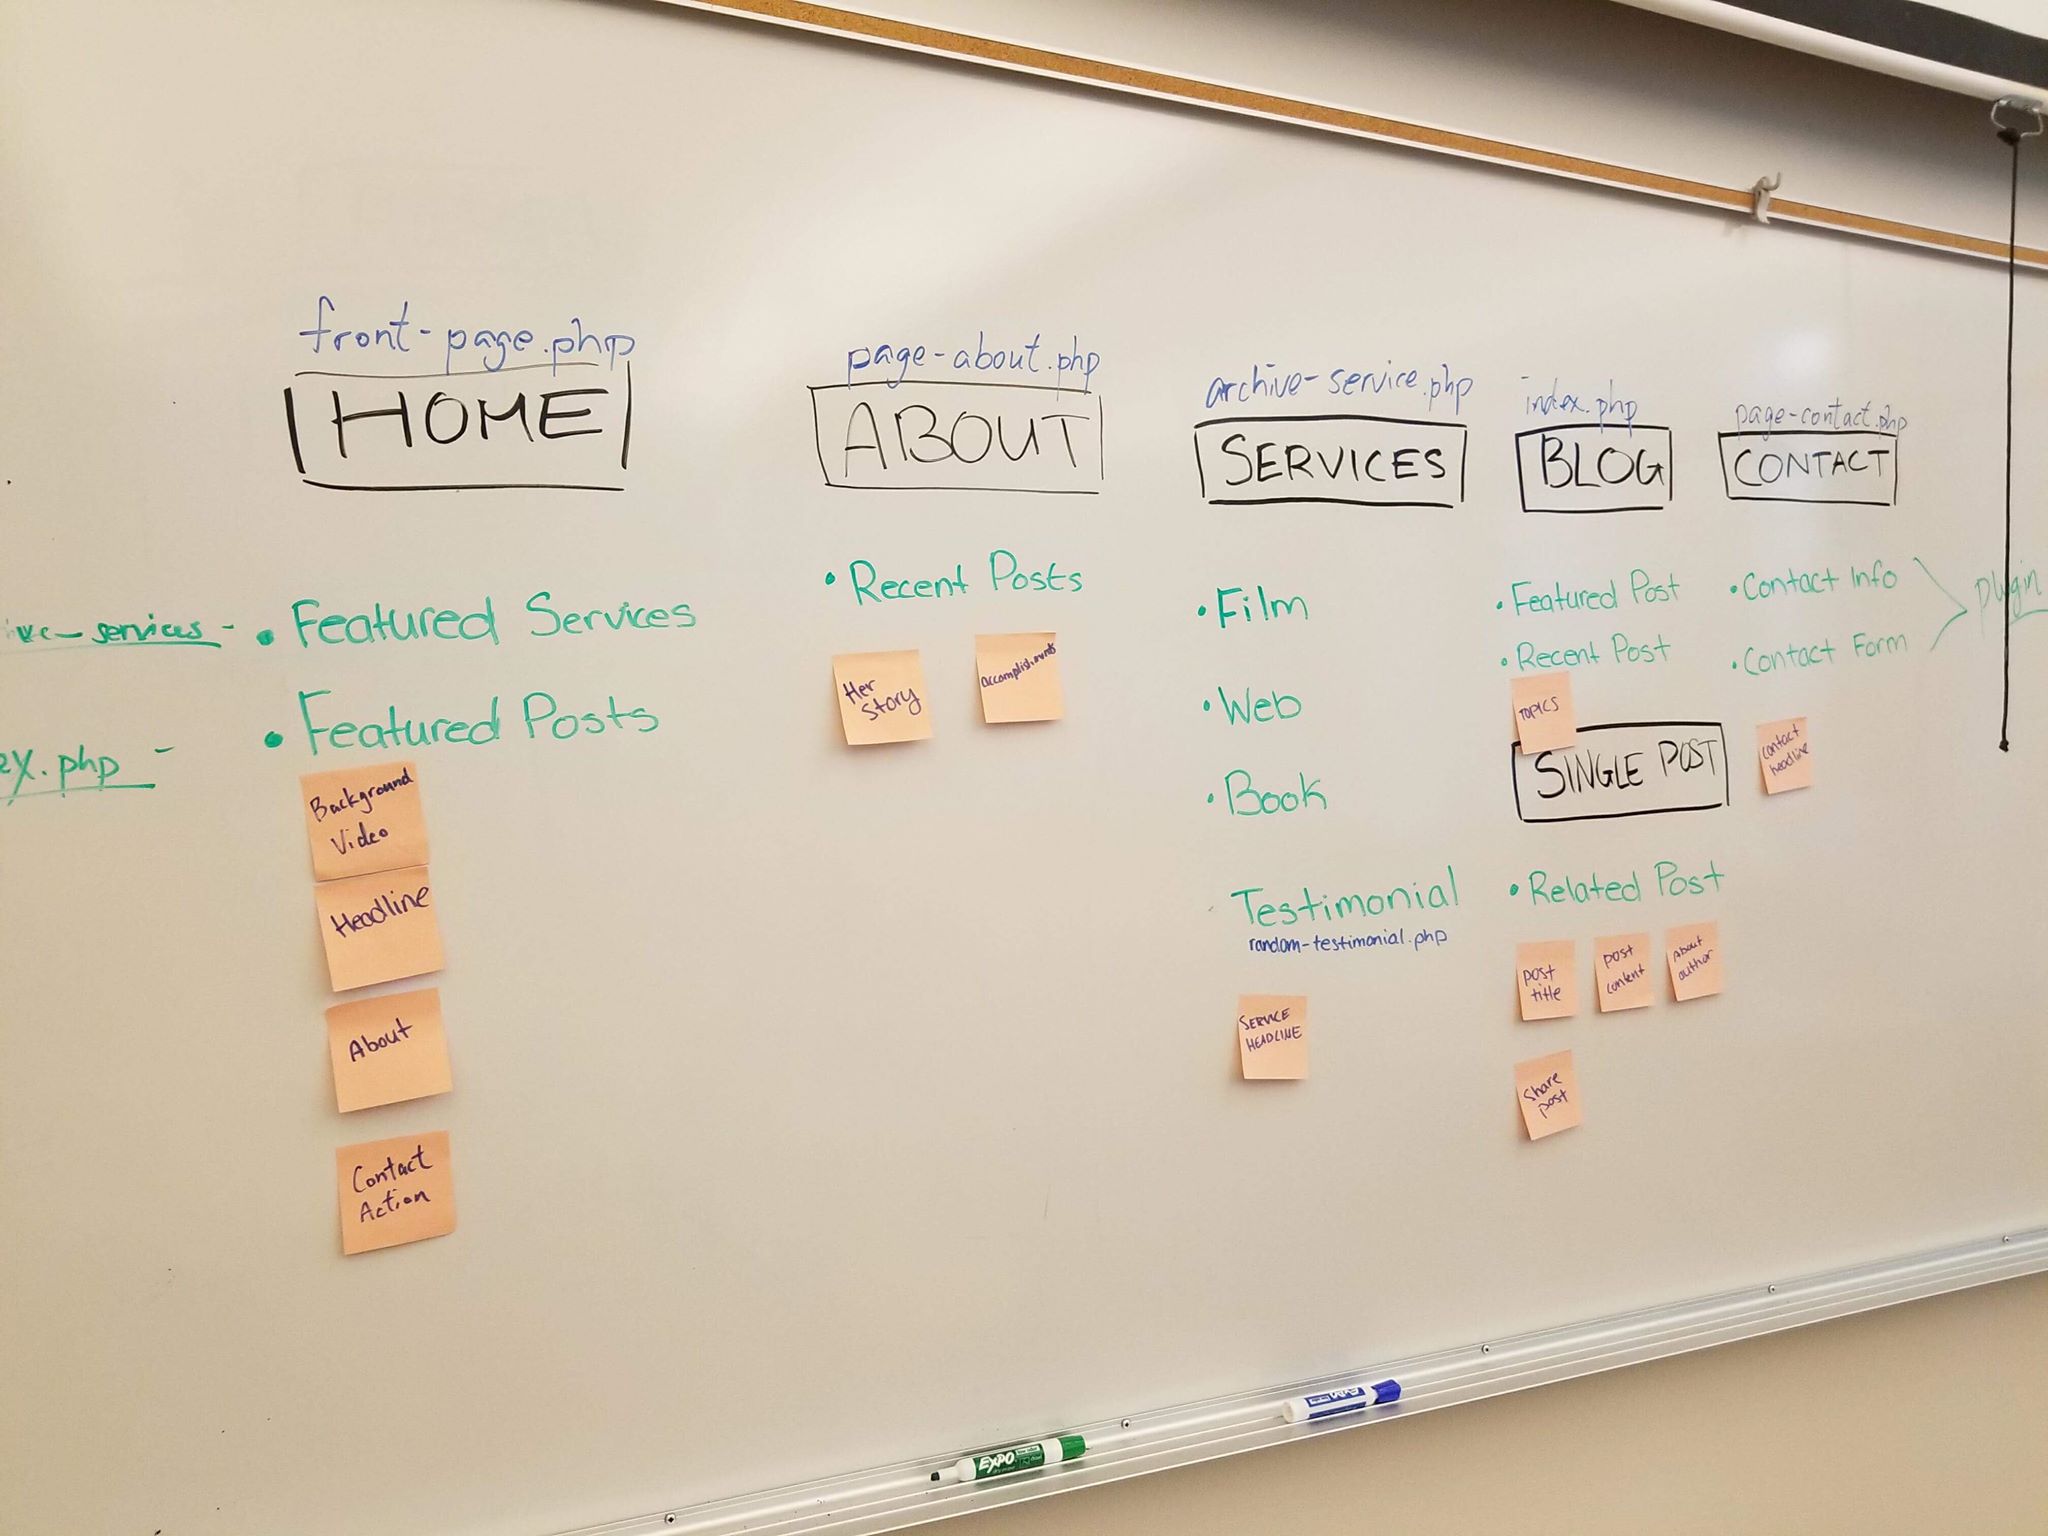 front-page.php
HOME
services -
• Featured Services
.php -
• Featured Posts
Background
Video
Headline
About
Contact
Action
page-about.php
ABOUT
• Recent Posts
Her
Story
accomplishments
archive-service.php
SERVICES
• Film
• Web
• Book
Testimonial
random-testimonial.php
SERVICE
HEADLINE
index.php
BLOG
• Featured Post
• Recent Post
TOPICS
SINGLE POST
• Related Post
post
title
post
content
About
author
Share
post
page-contact.php
CONTACT
• Contact Info
• Contact Form
plugin
contact
headline
EXPO